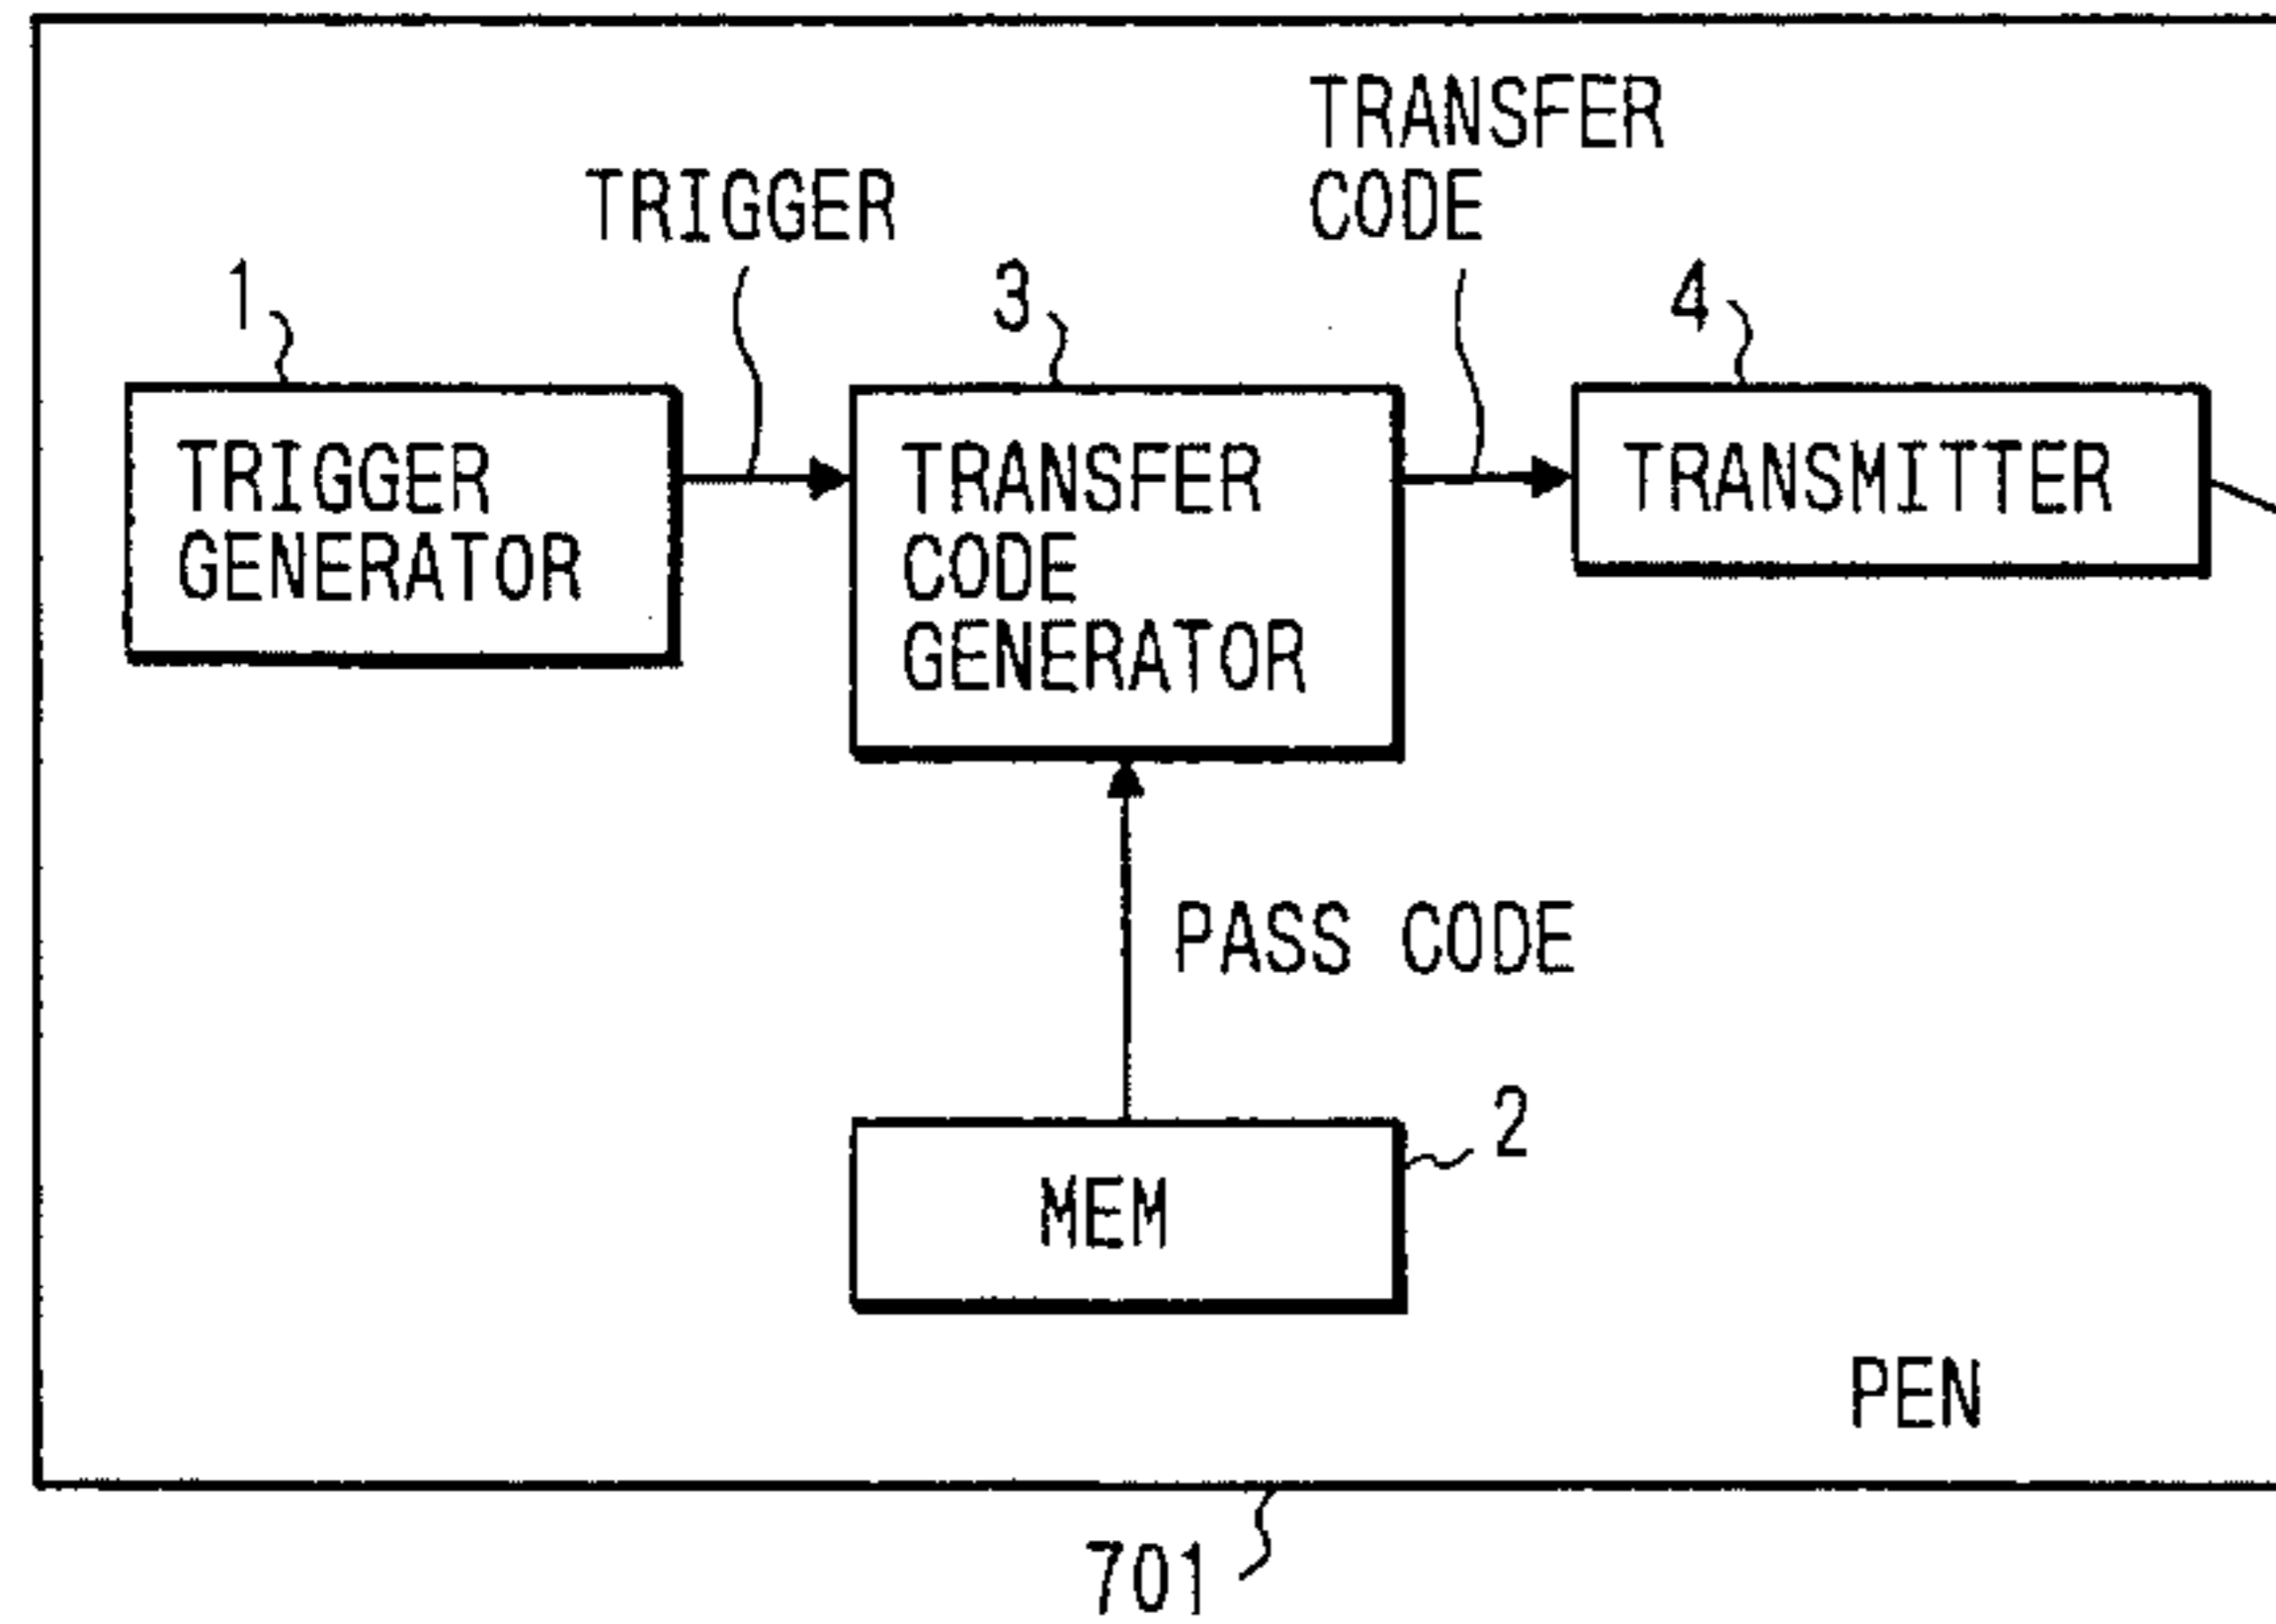 TRANSFER
CODE
TRIGGER
1
3
4
TRIGGER
GENERATOR
TRANSFER
CODE
GENERATOR
TRANSMITTER
PASS CODE
2
MEM
PEN
701